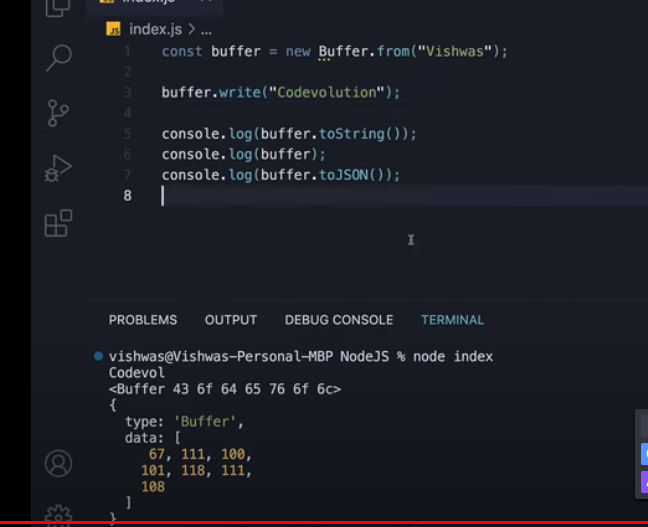 index.js
JS index.js > ...
1 const buffer = new Buffer.from("Vishwas");
2
3 buffer.write("Codevolution");
4
5 console.log(buffer.toString());
6 console.log(buffer);
7 console.log(buffer.toJSON());
8
PROBLEMS OUTPUT DEBUG CONSOLE TERMINAL
vishwas@Vishwas-Personal-MBP NodeJS % node index
Codevol
<Buffer 43 6f 64 65 76 6f 6c>
{
type: 'Buffer',
data: [
67, 111, 100,
101, 118, 111,
108
]
}